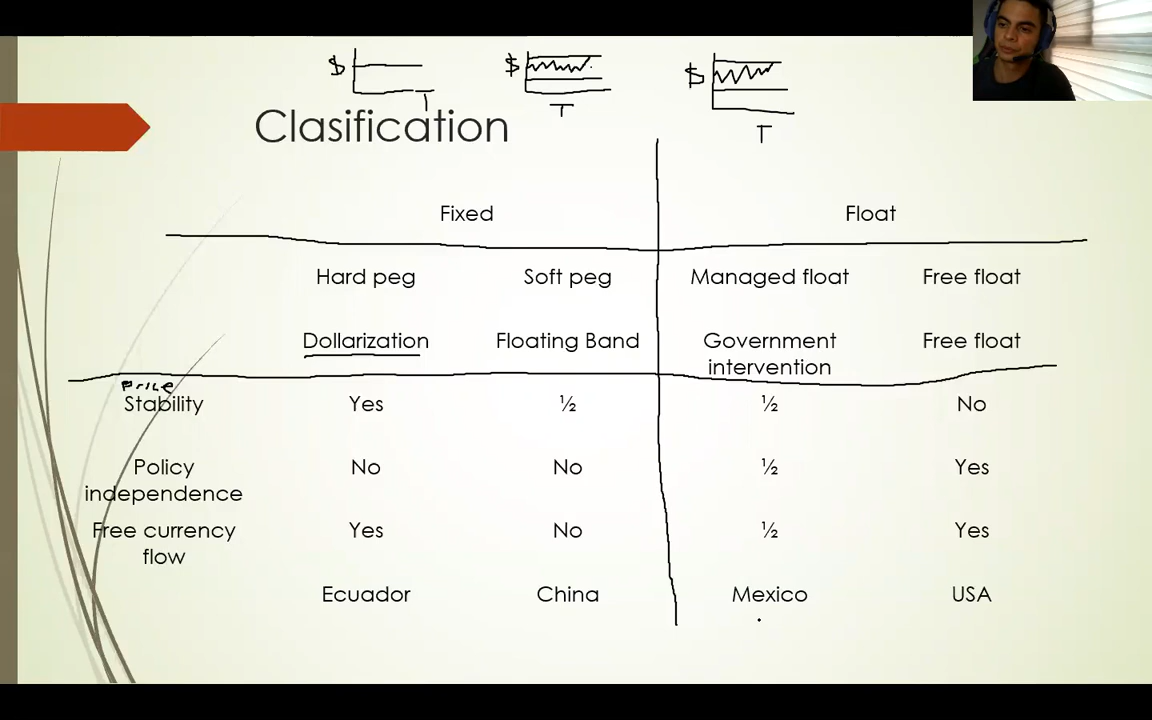 $ $ $
T T T
Clasification
Fixed Float
Hard peg Soft peg Managed float Free float
Dollarization Floating Band Government Free float
intervention
Price
Stability Yes ½ ½ No
Policy No No ½ Yes
independence
Free currency Yes No ½ Yes
flow
Ecuador China Mexico USA